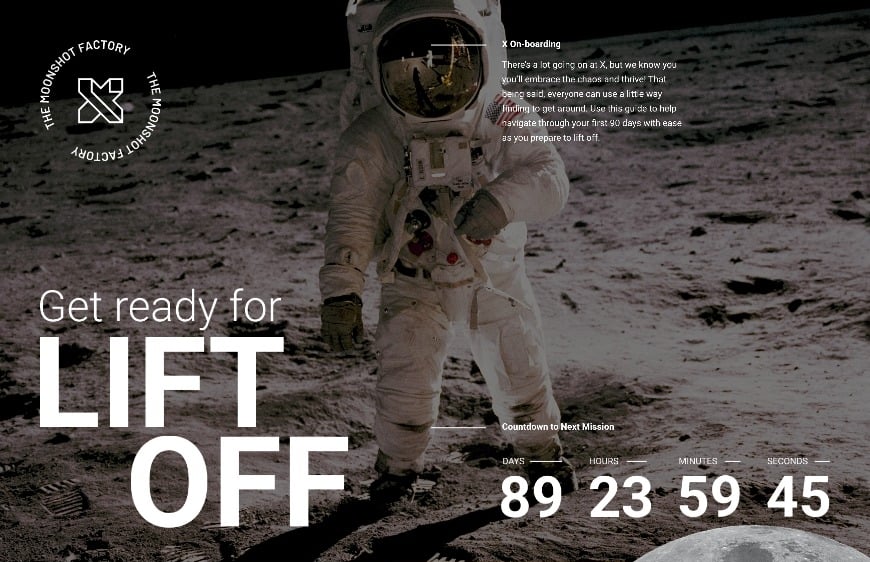 THE MOONSHOT FACTORY
THE MOONSHOT FACTORY
X On-boarding
There's a lot going on at X, but we know you
you'll embrace the chaos and thrive! That
being said, everyone can use a little way
finding to get around. Use this guide to help
navigate through your first 90 days with ease
as you prepare to lift off.
Get ready for
LIFT
OFF
Countdown to Next Mission
DAYS HOURS MINUTES SECONDS
89 23 59 45